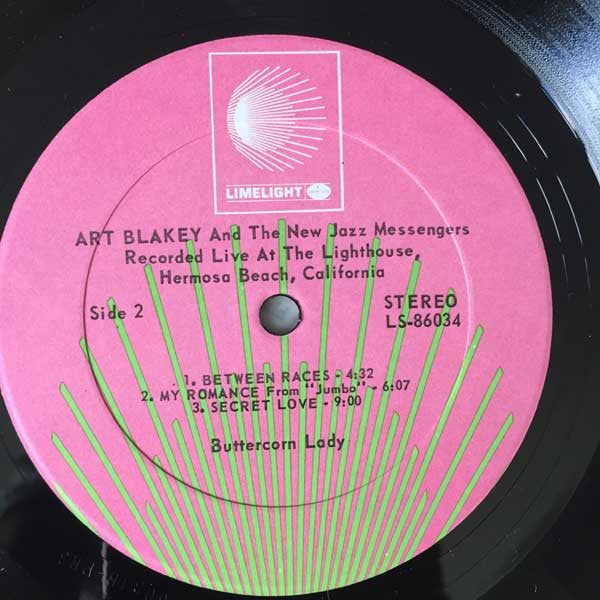 LIMELIGHT
ART BLAKEY And The New Jazz Messengers
Recorded Live At The Lighthouse,
Hermosa Beach, California
Side 2
STEREO
LS-86034
1. BETWEEN RACES - 4:32
2. MY ROMANCE From "Jumbo" - 6:07
3. SECRET LOVE - 9:00
Buttercorn Lady